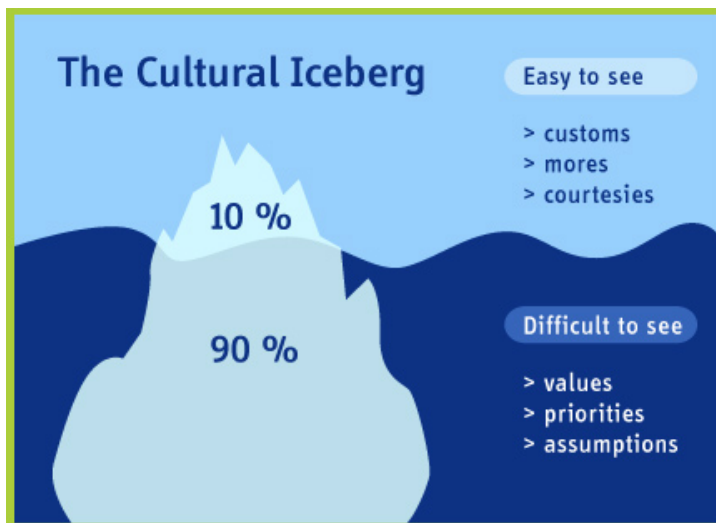 The Cultural Iceberg
10 %
90 %
Easy to see
> customs
> mores
> courtesies
Difficult to see
> values
> priorities
> assumptions